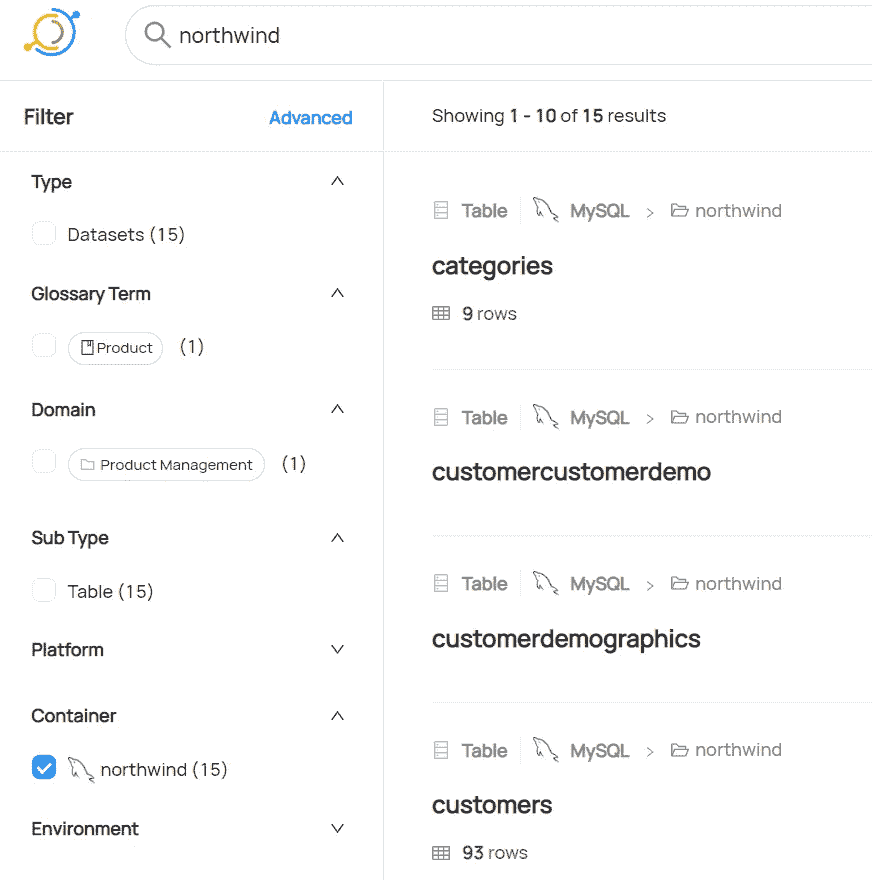 northwind
Filter
Advanced
Type
Datasets (15)
Glossary Term
Product (1)
Domain
Product Management (1)
Sub Type
Table (15)
Platform
Container
northwind (15)
Environment
Showing 1 - 10 of 15 results
Table MySQL > northwind
categories
9 rows
Table MySQL > northwind
customercustomerdemo
Table MySQL > northwind
customerdemographics
Table MySQL > northwind
customers
93 rows